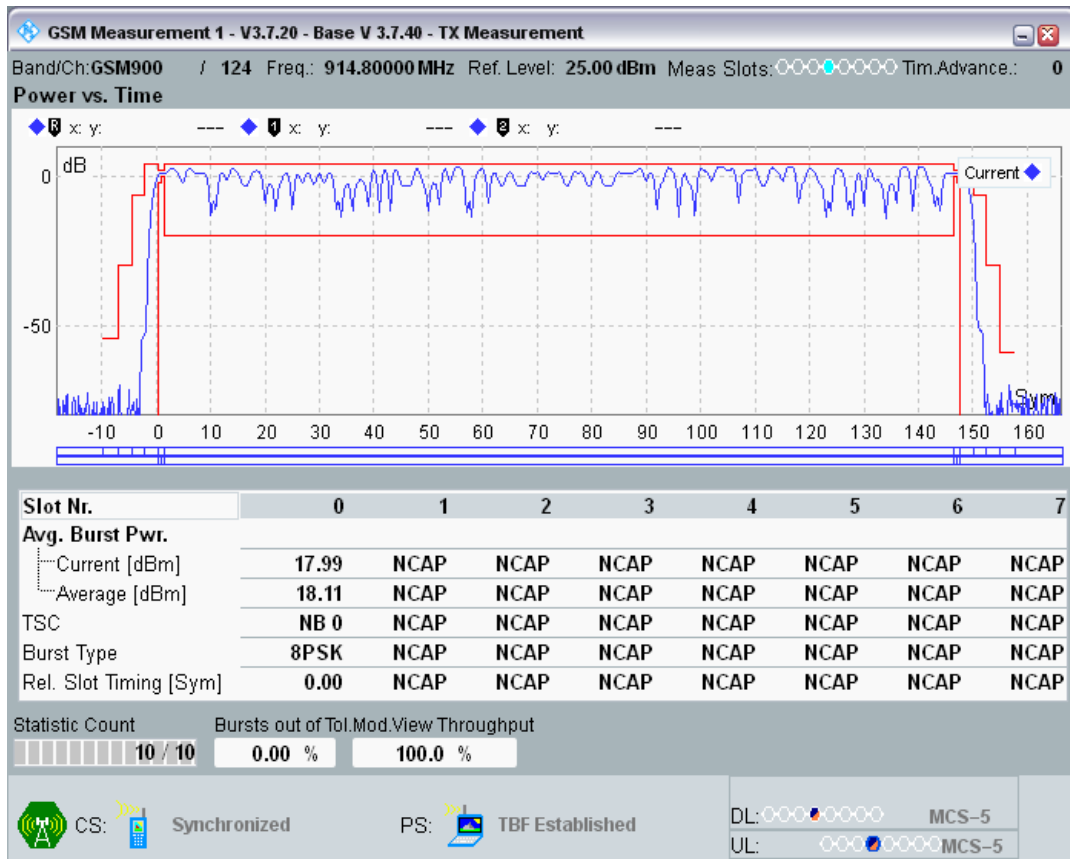 GSM Measurement 1 - V3.7.20 - Base V 3.7.40 - TX Measurement
Band/Ch:GSM900 / 124 Freq.: 914.80000 MHz Ref. Level: 25.00 dBm Meas Slots: Tim.Advance.: 0
Power vs. Time
R x: y: --- 1 x: y: --- 2 x: y: ---
dB
Current
0
-50
Sym
-10 0 10 20 30 40 50 60 70 80 90 100 110 120 130 140 150 160
Slot Nr. 0 1 2 3 4 5 6 7
Avg. Burst Pwr.
Current [dBm] 17.99 NCAP NCAP NCAP NCAP NCAP NCAP NCAP
Average [dBm] 18.11 NCAP NCAP NCAP NCAP NCAP NCAP NCAP
TSC NB 0 NCAP NCAP NCAP NCAP NCAP NCAP NCAP
Burst Type 8PSK NCAP NCAP NCAP NCAP NCAP NCAP NCAP
Rel. Slot Timing [Sym] 0.00 NCAP NCAP NCAP NCAP NCAP NCAP NCAP
Statistic Count Bursts out of Tol.Mod.View Throughput
10 / 10 0.00 % 100.0 %
CS: Synchronized PS: TBF Established DL: MCS-5
UL: MCS-5